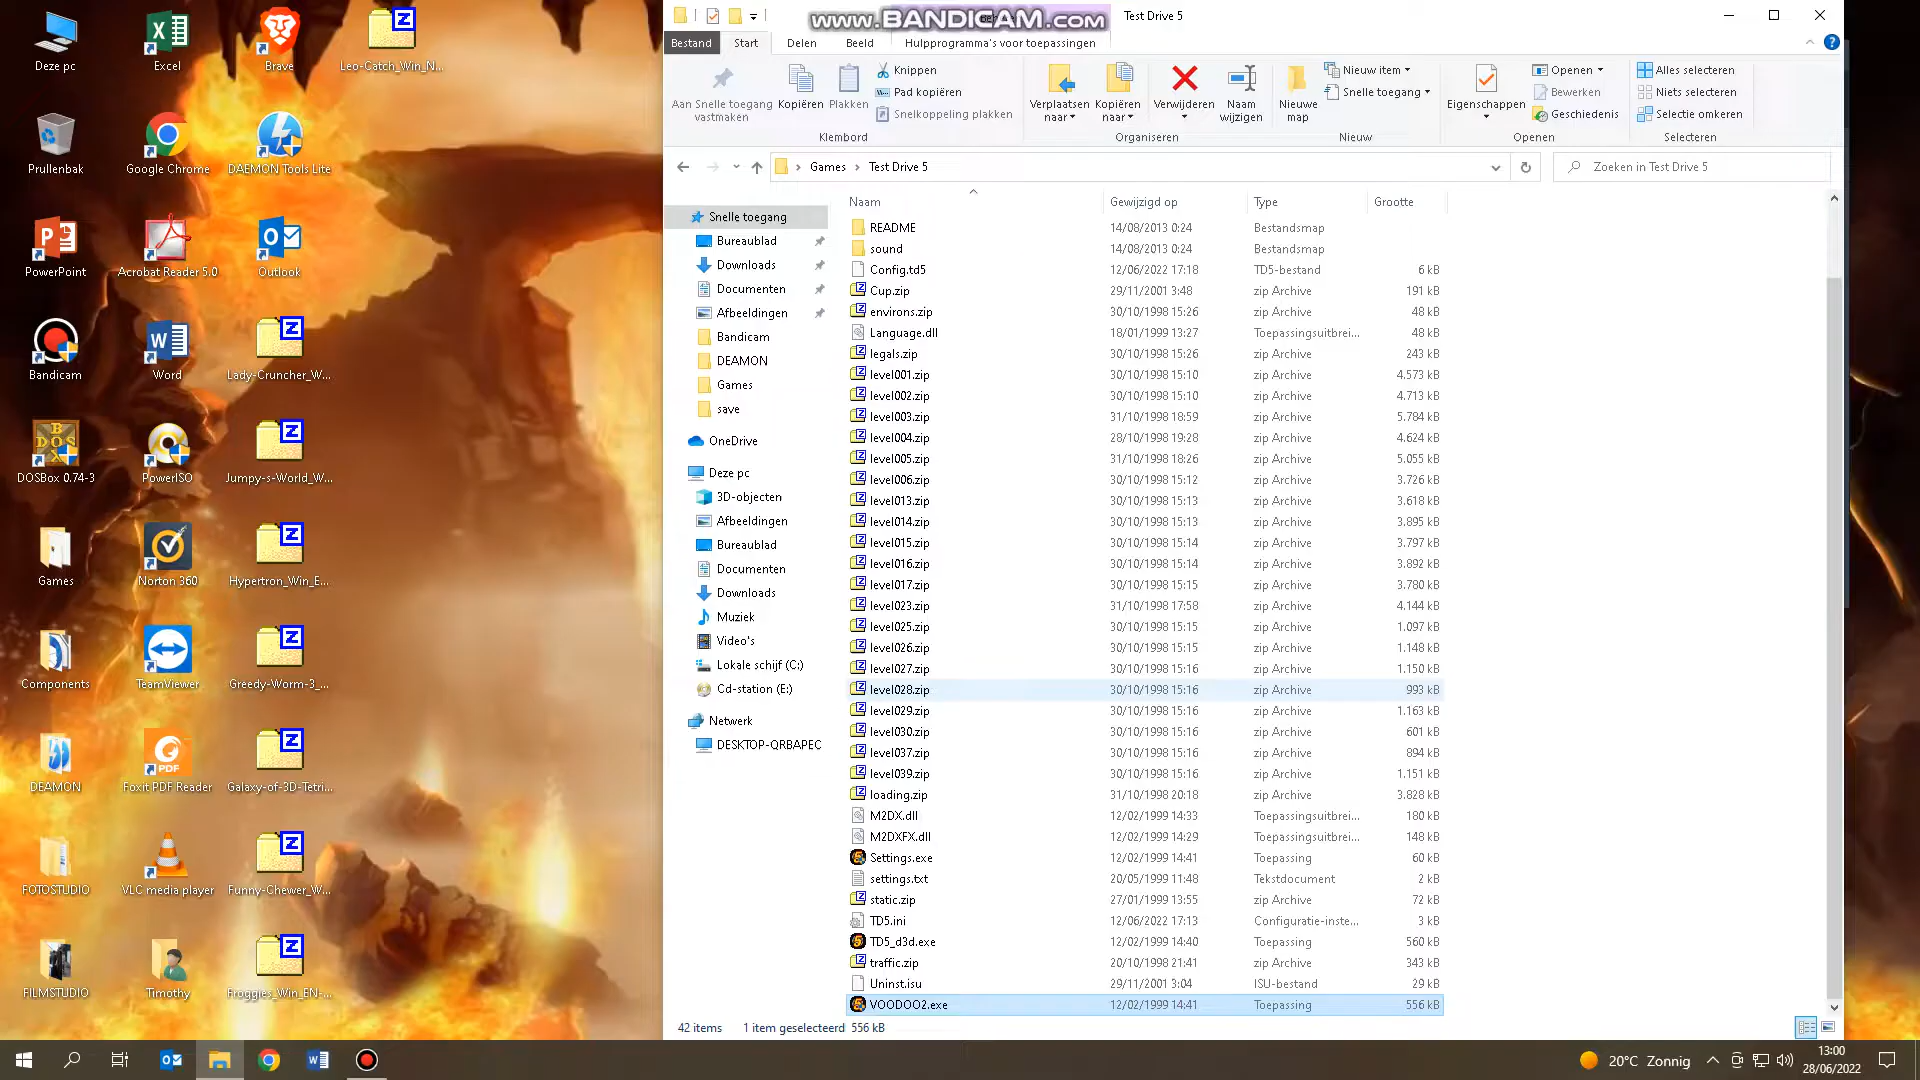 Deze pc
Excel
Brave
Leo-Catch_Win_N...
Prullenbak
Google Chrome
DAEMON Tools Lite
PowerPoint
Acrobat Reader 5.0
Outlook
Bandicam
Word
Lady-Cruncher_W...
DOSBox 0.74-3
PowerISO
Jumpy-s-World_W...
Games
Norton 360
Hypertron_Win_E...
Components
TeamViewer
Greedy-Worm-3_...
DEAMON
Foxit PDF Reader
Galaxy-of-3D-Tetri...
FOTOSTUDIO
VLC media player
Funny-Chewer_W...
FILMSTUDIO
Timothy
Froggies_Win_EN-...
www.BANDICAM.com
Test Drive 5
Bestand Start Delen Beeld Hulpprogramma's voor toepassingen
Aan Snelle toegang vastmaken
Kopiëren
Plakken
Knippen
Pad kopiëren
Snelkoppeling plakken
Klembord
Verplaatsen naar
Kopiëren naar
Verwijderen
Naam wijzigen
Organiseren
Nieuwe map
Nieuw item
Snelle toegang
Nieuw
Eigenschappen
Openen
Bewerken
Geschiedenis
Openen
Alles selecteren
Niets selecteren
Selectie omkeren
Selecteren
Games > Test Drive 5
Zoeken in Test Drive 5
Snelle toegang
Bureaublad
Downloads
Documenten
Afbeeldingen
Bandicam
DEAMON
Games
save
OneDrive
Deze pc
3D-objecten
Afbeeldingen
Bureaublad
Documenten
Downloads
Muziek
Video's
Lokale schijf (C:)
Cd-station (E:)
Netwerk
DESKTOP-QRBAPEC
Naam Gewijzigd op Type Grootte
README 14/08/2013 0:24 Bestandsmap
sound 14/08/2013 0:24 Bestandsmap
Config.td5 12/06/2022 17:18 TD5-bestand 6 kB
Cup.zip 29/11/2001 3:48 zip Archive 191 kB
environs.zip 30/10/1998 15:26 zip Archive 48 kB
Language.dll 18/01/1999 13:27 Toepassingsuitbrei... 48 kB
legals.zip 30/10/1998 15:26 zip Archive 243 kB
level001.zip 30/10/1998 15:10 zip Archive 4.573 kB
level002.zip 30/10/1998 15:10 zip Archive 4.713 kB
level003.zip 31/10/1998 18:59 zip Archive 5.784 kB
level004.zip 28/10/1998 19:28 zip Archive 4.624 kB
level005.zip 31/10/1998 18:26 zip Archive 5.055 kB
level006.zip 30/10/1998 15:12 zip Archive 3.726 kB
level013.zip 30/10/1998 15:13 zip Archive 3.618 kB
level014.zip 30/10/1998 15:13 zip Archive 3.895 kB
level015.zip 30/10/1998 15:14 zip Archive 3.797 kB
level016.zip 30/10/1998 15:14 zip Archive 3.892 kB
level017.zip 30/10/1998 15:15 zip Archive 3.780 kB
level023.zip 31/10/1998 17:58 zip Archive 4.144 kB
level025.zip 30/10/1998 15:15 zip Archive 1.097 kB
level026.zip 30/10/1998 15:15 zip Archive 1.148 kB
level027.zip 30/10/1998 15:16 zip Archive 1.150 kB
level028.zip 30/10/1998 15:16 zip Archive 993 kB
level029.zip 30/10/1998 15:16 zip Archive 1.163 kB
level030.zip 30/10/1998 15:16 zip Archive 601 kB
level037.zip 30/10/1998 15:16 zip Archive 894 kB
level039.zip 30/10/1998 15:16 zip Archive 1.151 kB
loading.zip 31/10/1998 20:18 zip Archive 3.828 kB
M2DX.dll 12/02/1999 14:33 Toepassingsuitbrei... 180 kB
M2DXFX.dll 12/02/1999 14:29 Toepassingsuitbrei... 148 kB
Settings.exe 12/02/1999 14:41 Toepassing 60 kB
settings.txt 20/05/1999 11:48 Tekstdocument 2 kB
static.zip 27/01/1999 13:55 zip Archive 72 kB
TD5.ini 12/06/2022 17:13 Configuratie-inste... 3 kB
TD5_d3d.exe 12/02/1999 14:40 Toepassing 560 kB
traffic.zip 20/10/1998 21:41 zip Archive 343 kB
Uninst.isu 29/11/2001 3:04 ISU-bestand 29 kB
VOODOO2.exe 12/02/1999 14:41 Toepassing 556 kB
42 items 1 item geselecteerd 556 kB
20°C Zonnig
13:00
28/06/2022